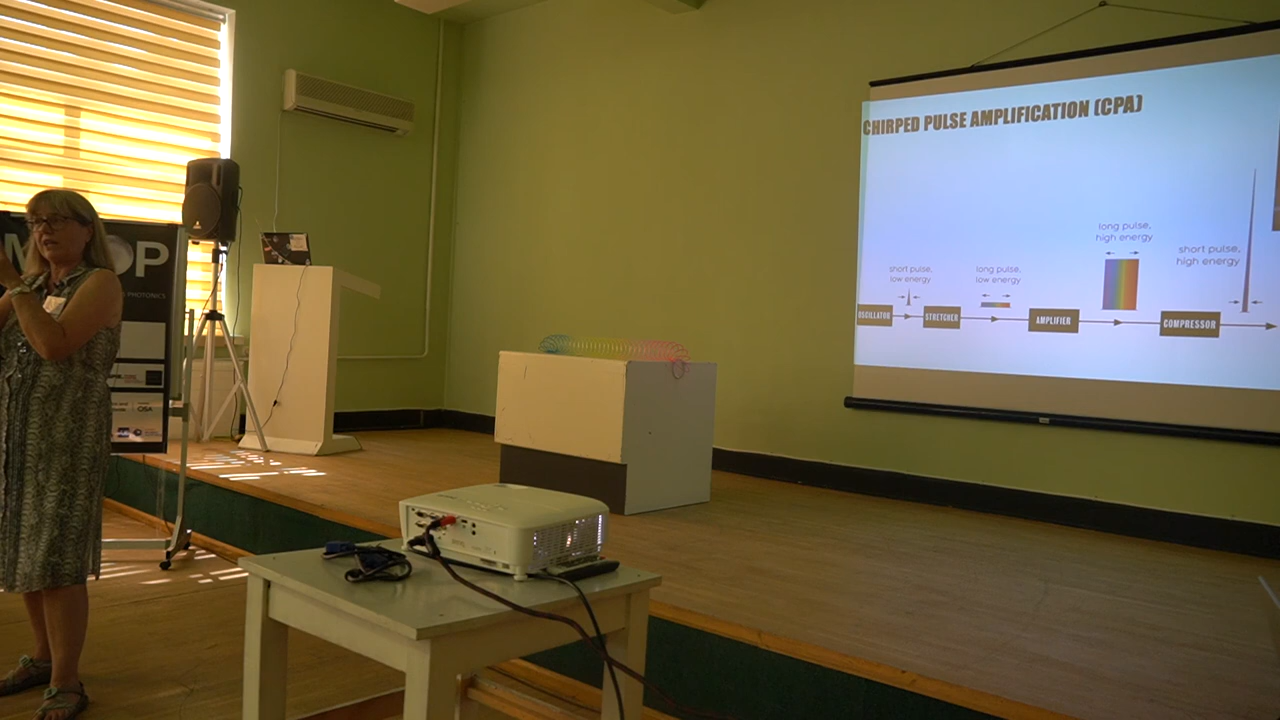 CHIRPED PULSE AMPLIFICATION (CPA)
long pulse,
high energy
short pulse,
high energy
short pulse,
low energy
long pulse,
low energy
OSCILLATOR
STRETCHER
AMPLIFIER
COMPRESSOR
PHOTONICS
OSA